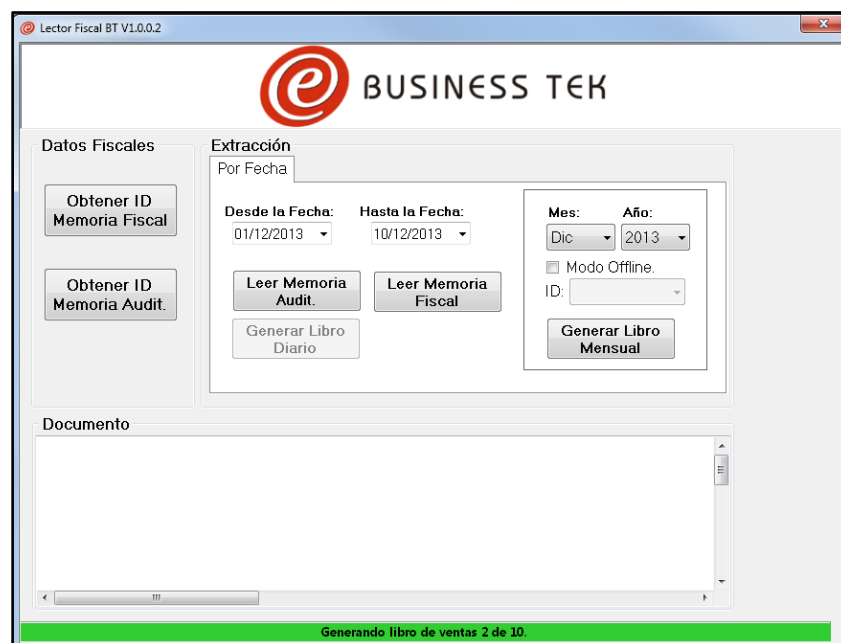 Lector Fiscal BT V1.0.0.2
e BUSINESS TEK
Datos Fiscales
Obtener ID
Memoria Fiscal
Obtener ID
Memoria Audit.
Extracción
Por Fecha
Desde la Fecha: Hasta la Fecha:
01/12/2013 10/12/2013
Leer Memoria
Audit.
Leer Memoria
Fiscal
Generar Libro
Diario
Mes: Año:
Dic 2013
Modo Offline.
ID:
Generar Libro
Mensual
Documento
Generando libro de ventas 2 de 10.